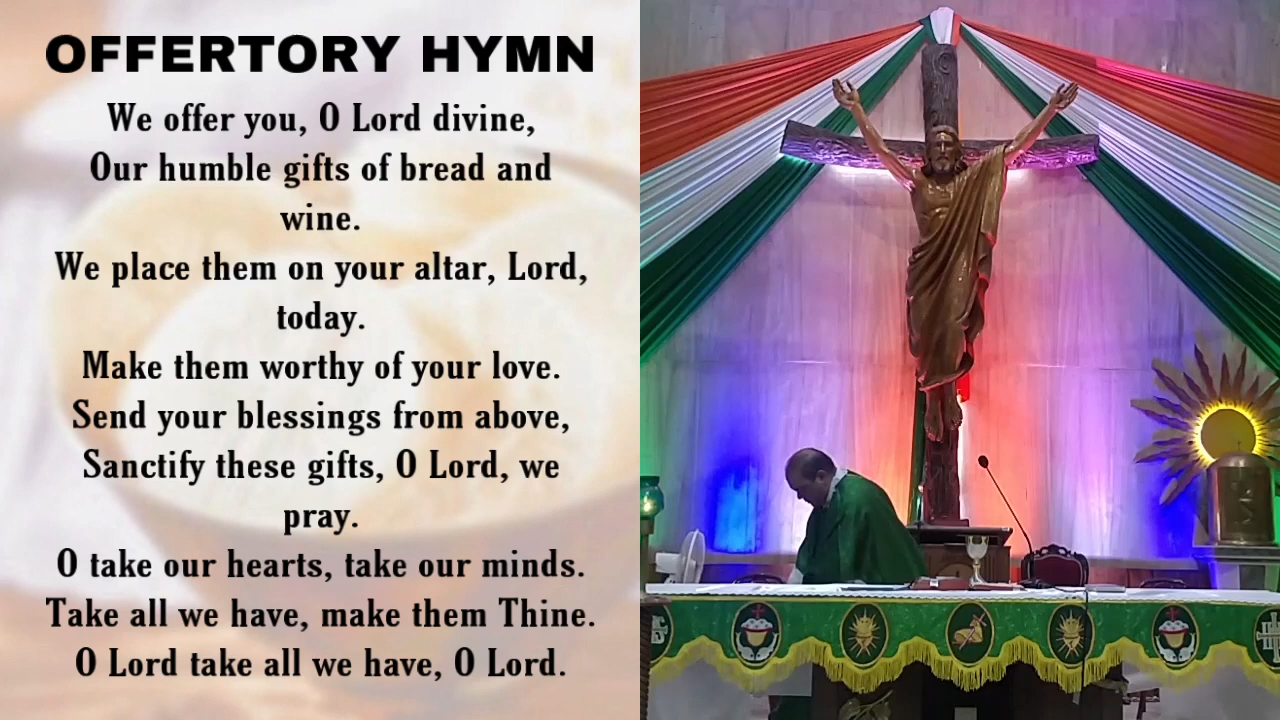 OFFERTORY HYMN
We offer you, O Lord divine,
Our humble gifts of bread and
wine.
We place them on your altar, Lord,
today.
Make them worthy of your love.
Send your blessings from above,
Sanctify these gifts, O Lord, we
pray.
O take our hearts, take our minds.
Take all we have, make them Thine.
O Lord take all we have, O Lord.